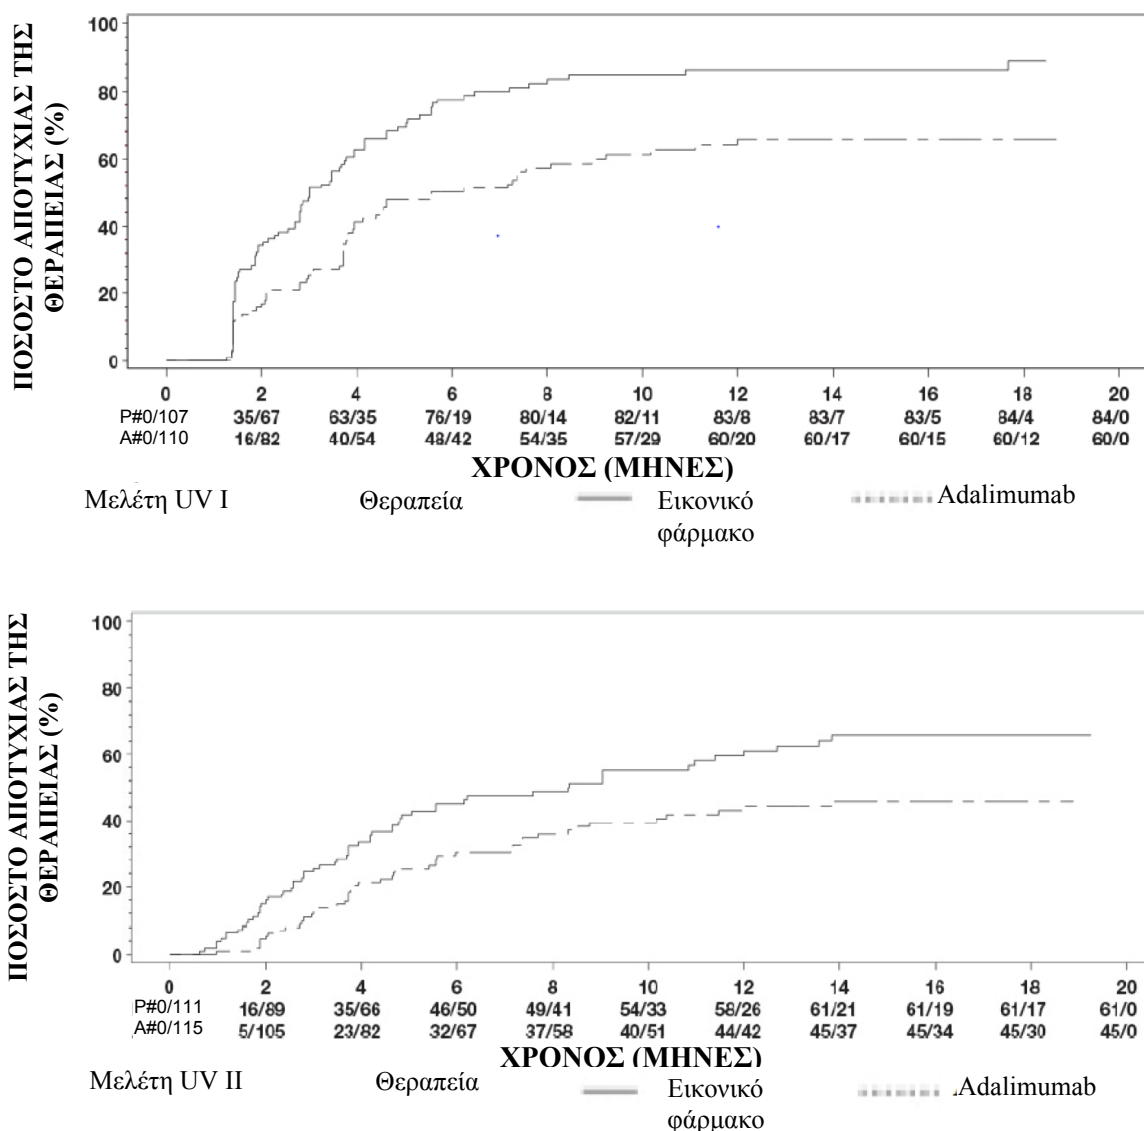 ΠΟΣΟΣΤΟ ΑΠΟΤΥΧΙΑΣ ΤΗΣ
ΘΕΡΑΠΕΙΑΣ (%)
100
80
60
40
20
0
0 2 4 6 8 10 12 14 16 18 20
P#0/107 35/67 63/35 76/19 80/14 82/11 83/8 83/7 83/5 84/4 84/0
A#0/110 16/82 40/54 48/42 54/35 57/29 60/20 60/17 60/15 60/12 60/0
ΧΡΟΝΟΣ (ΜΗΝΕΣ)
Μελέτη UV I Θεραπεία Εικονικό Adalimumab
φάρμακο
ΠΟΣΟΣΤΟ ΑΠΟΤΥΧΙΑΣ ΤΗΣ
ΘΕΡΑΠΕΙΑΣ (%)
100
80
60
40
20
0
0 2 4 6 8 10 12 14 16 18 20
P#0/111 16/89 35/66 46/50 49/41 54/33 58/26 61/21 61/19 61/17 61/0
A#0/115 5/105 23/82 32/67 37/58 40/51 44/42 45/37 45/34 45/30 45/0
ΧΡΟΝΟΣ (ΜΗΝΕΣ)
Μελέτη UV II Θεραπεία Εικονικό Adalimumab
φάρμακο